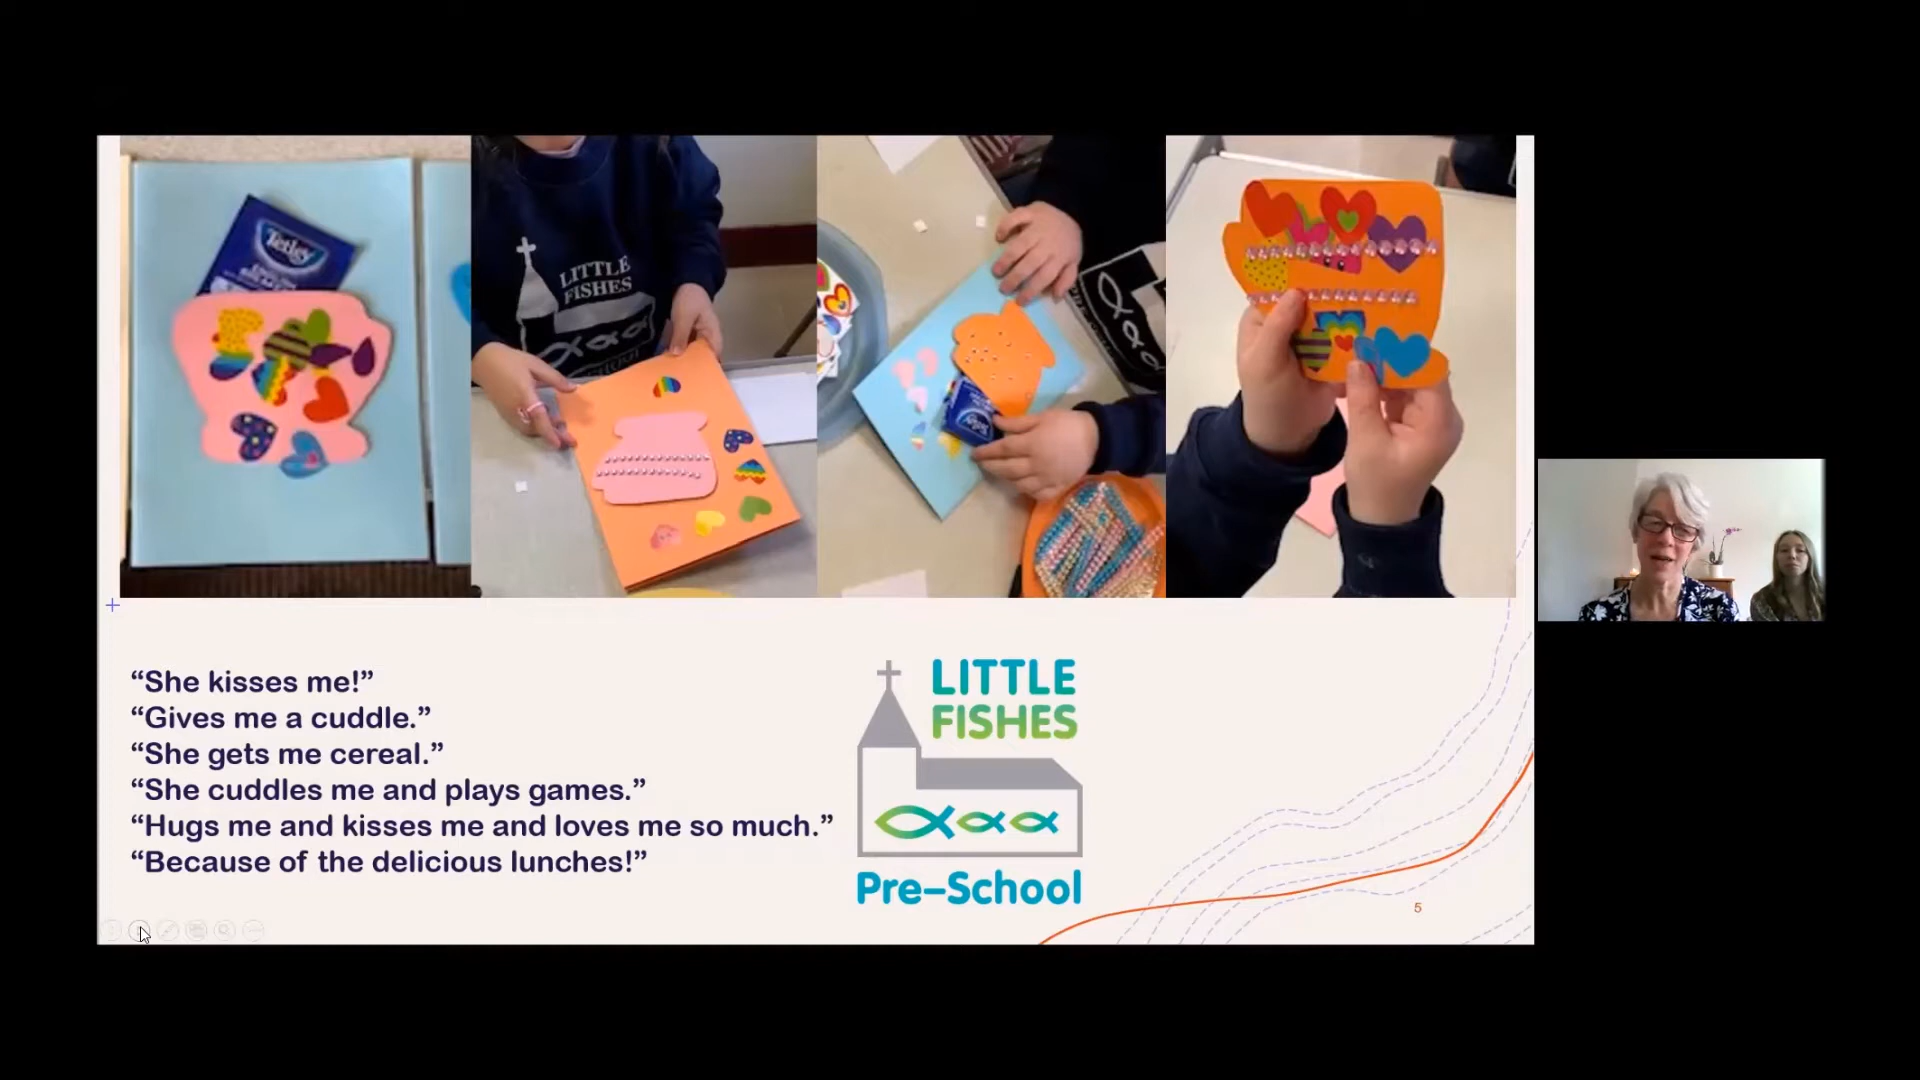 Tetley
LITTLE
FISHES
Tetley
“She kisses me!”
“Gives me a cuddle.”
“She gets me cereal.”
“She cuddles me and plays games.”
“Hugs me and kisses me and loves me so much.”
“Because of the delicious lunches!”
LITTLE
FISHES
Pre-School
5